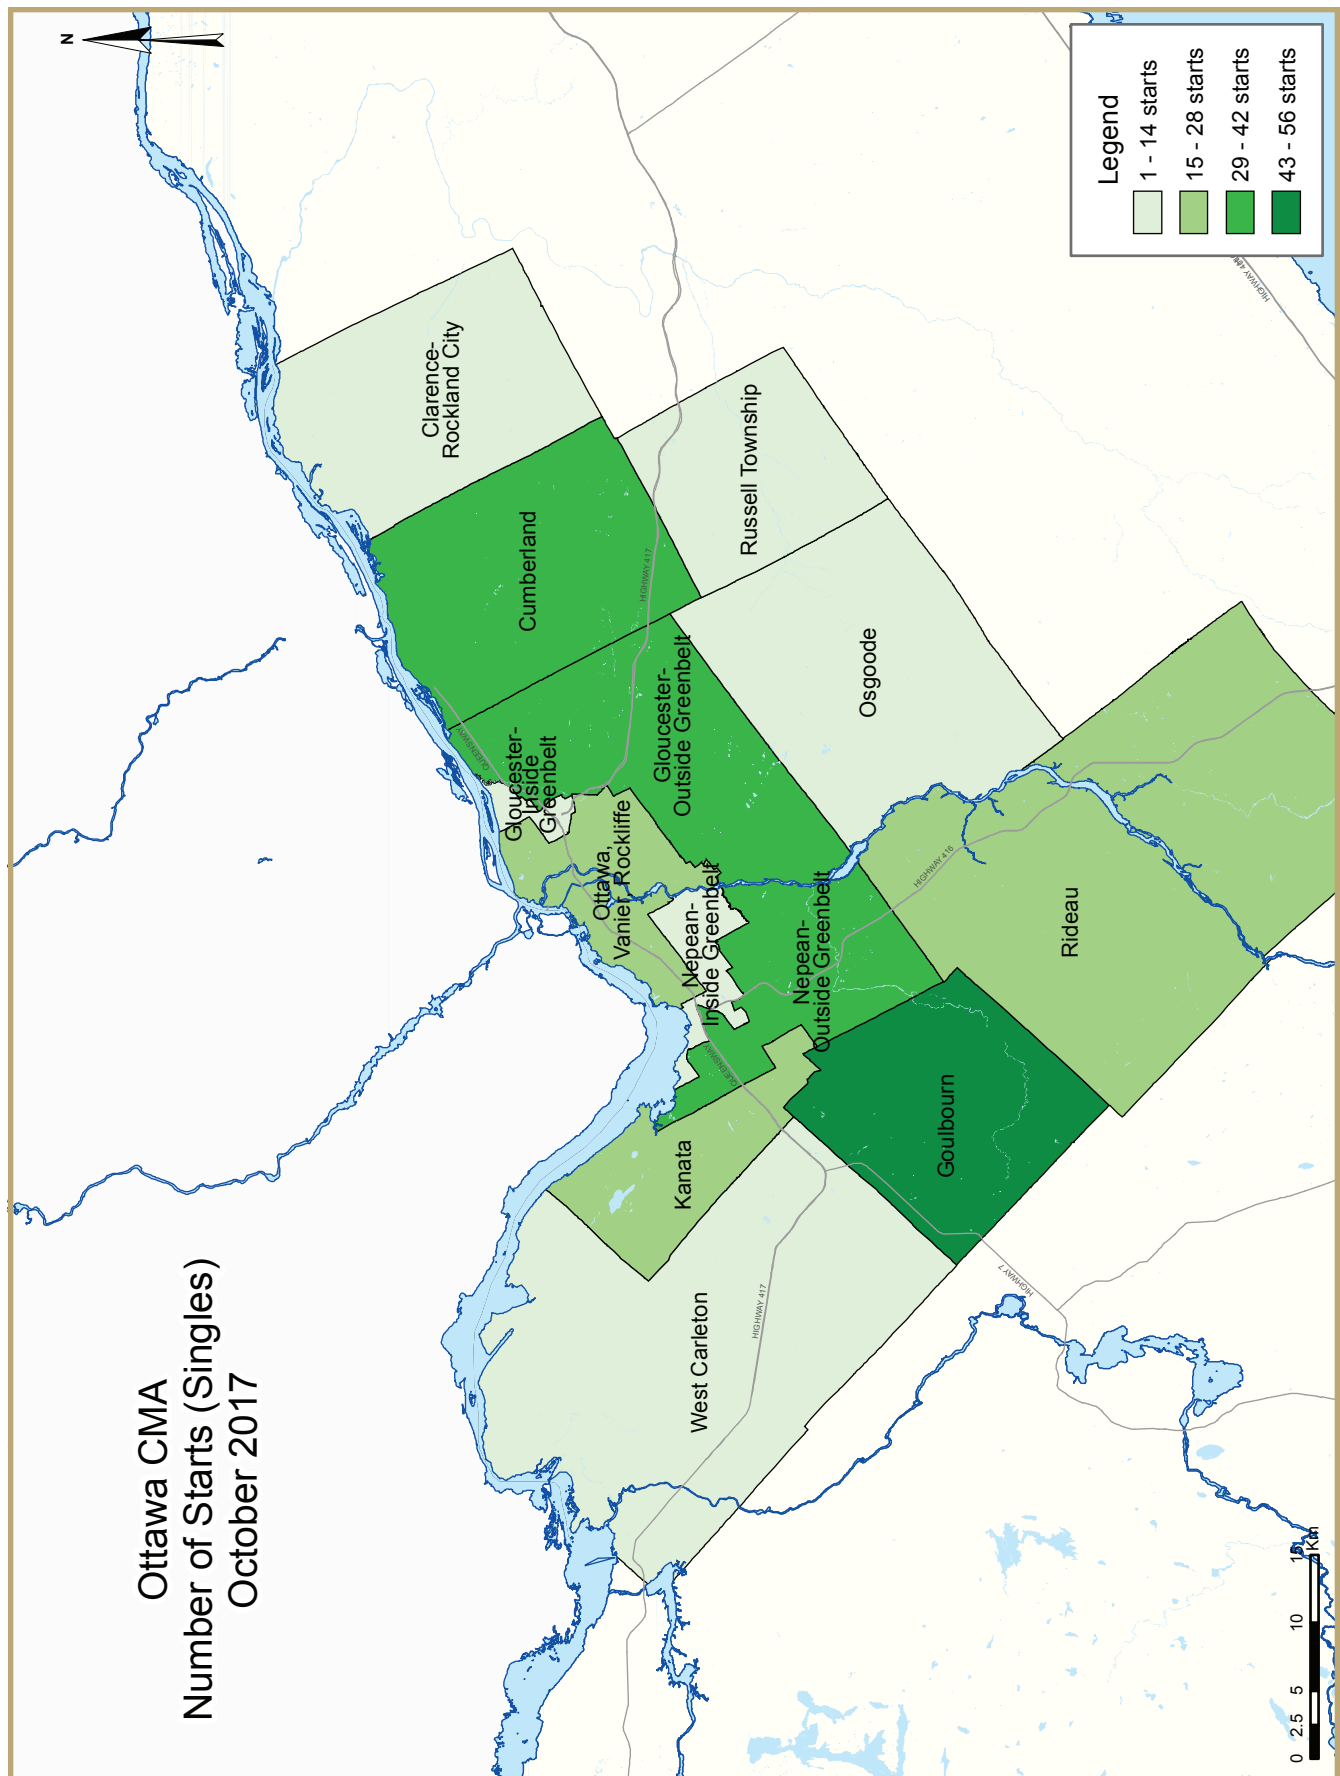 Ottawa CMA
Number of Starts (Singles)
October 2017
N
Legend
1 - 14 starts
15 - 28 starts
29 - 42 starts
43 - 56 starts
Clarence-
Rockland City
Cumberland
Russell Township
Osgoode
Gloucester-
Inside
Greenbelt
Gloucester-
Outside Greenbelt
Ottawa,
Vanier, Rockliffe
Nepean-
Inside Greenbelt
Nepean-
Outside Greenbelt
Rideau
Kanata
Goulbourn
West Carleton
QUEENSWAY
HIGHWAY 417
HIGHWAY 416
QUEENSWAY
HIGHWAY 417
HIGHWAY 7
HIGHWAY
0 2.5 5 10 15
Km